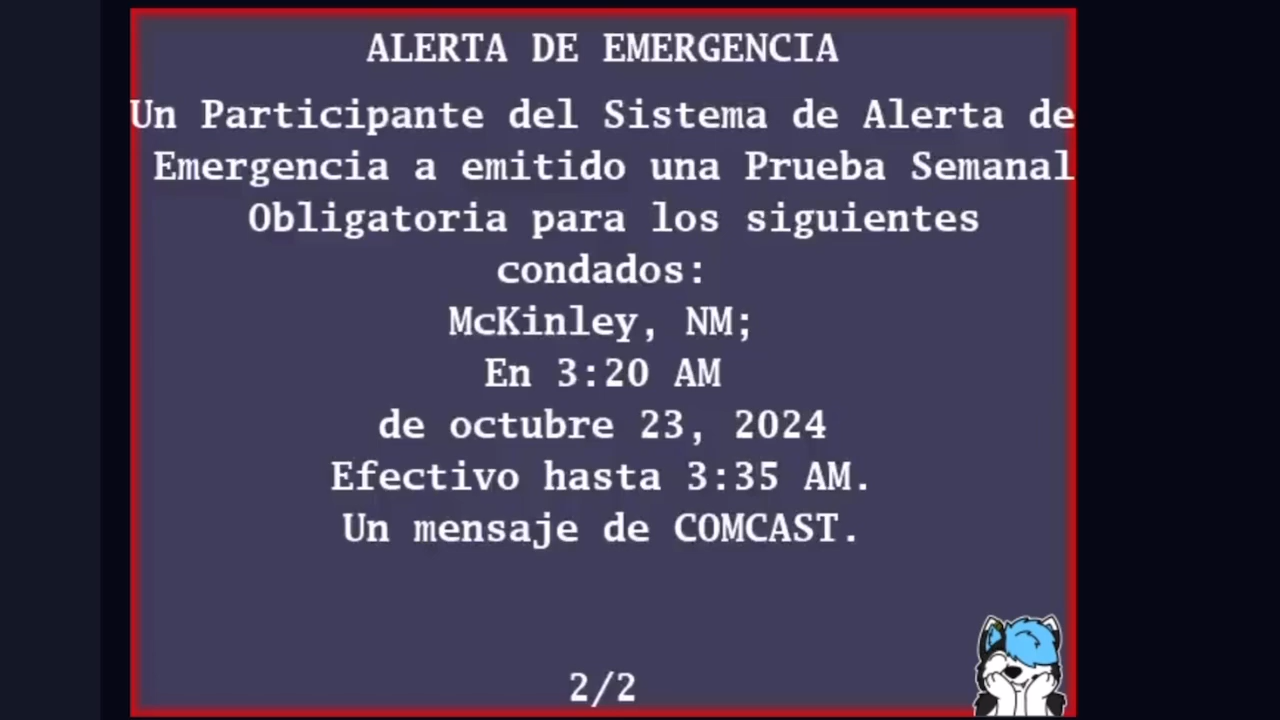 ALERTA DE EMERGENCIA
Un Participante del Sistema de Alerta de
Emergencia a emitido una Prueba Semanal
Obligatoria para los siguientes
condados:
McKinley, NM;
En 3:20 AM
de octubre 23, 2024
Efectivo hasta 3:35 AM.
Un mensaje de COMCAST.
2/2